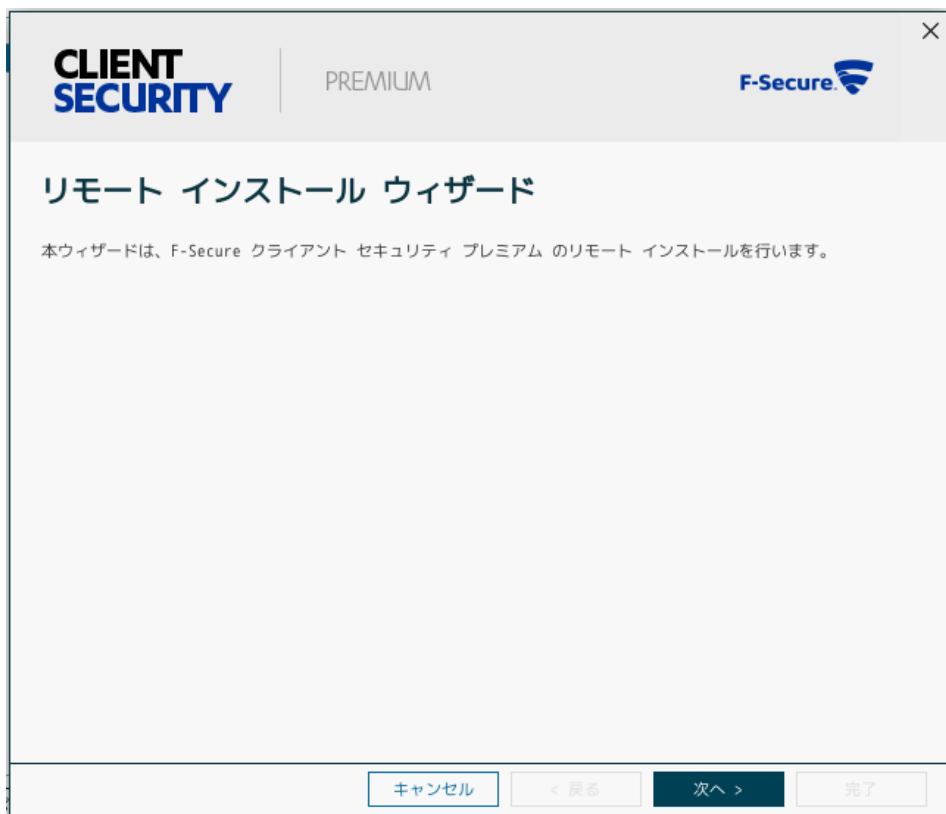 CLIENT
SECURITY
PREMIUM
F-Secure.
リモート インストール ウィザード
本ウィザードは、F-Secure クライアント セキュリティ プレミアム のリモート インストールを行います。
キャンセル
< 戻る
次へ >
完了